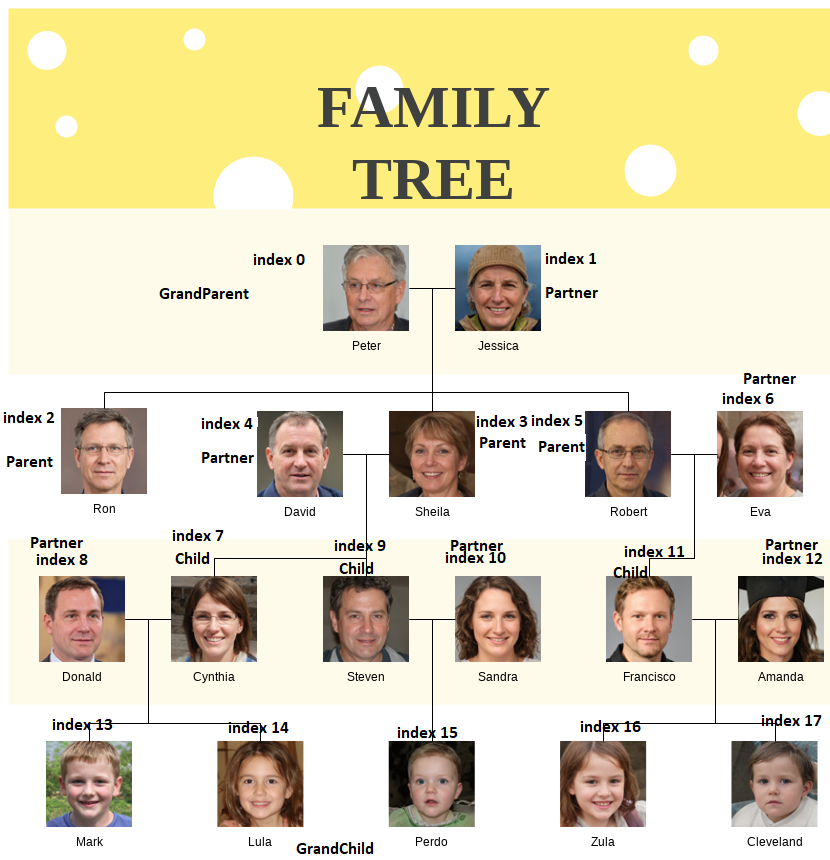 FAMILY
TREE
index 0
index 1
GrandParent
Partner
Peter
Jessica
Partner
index 6
index 2
index 4
index 3
index 5
Parent
Parent
Parent
Partner
Ron
David
Sheila
Robert
Eva
Partner
index 8
index 7
Child
index 9
Child
Partner
index 10
index 11
Child
Partner
index 12
Donald
Cynthia
Steven
Sandra
Francisco
Amanda
index 13
index 14
index 15
index 16
index 17
Mark
Lula
Perdo
Zula
Cleveland
GrandChild